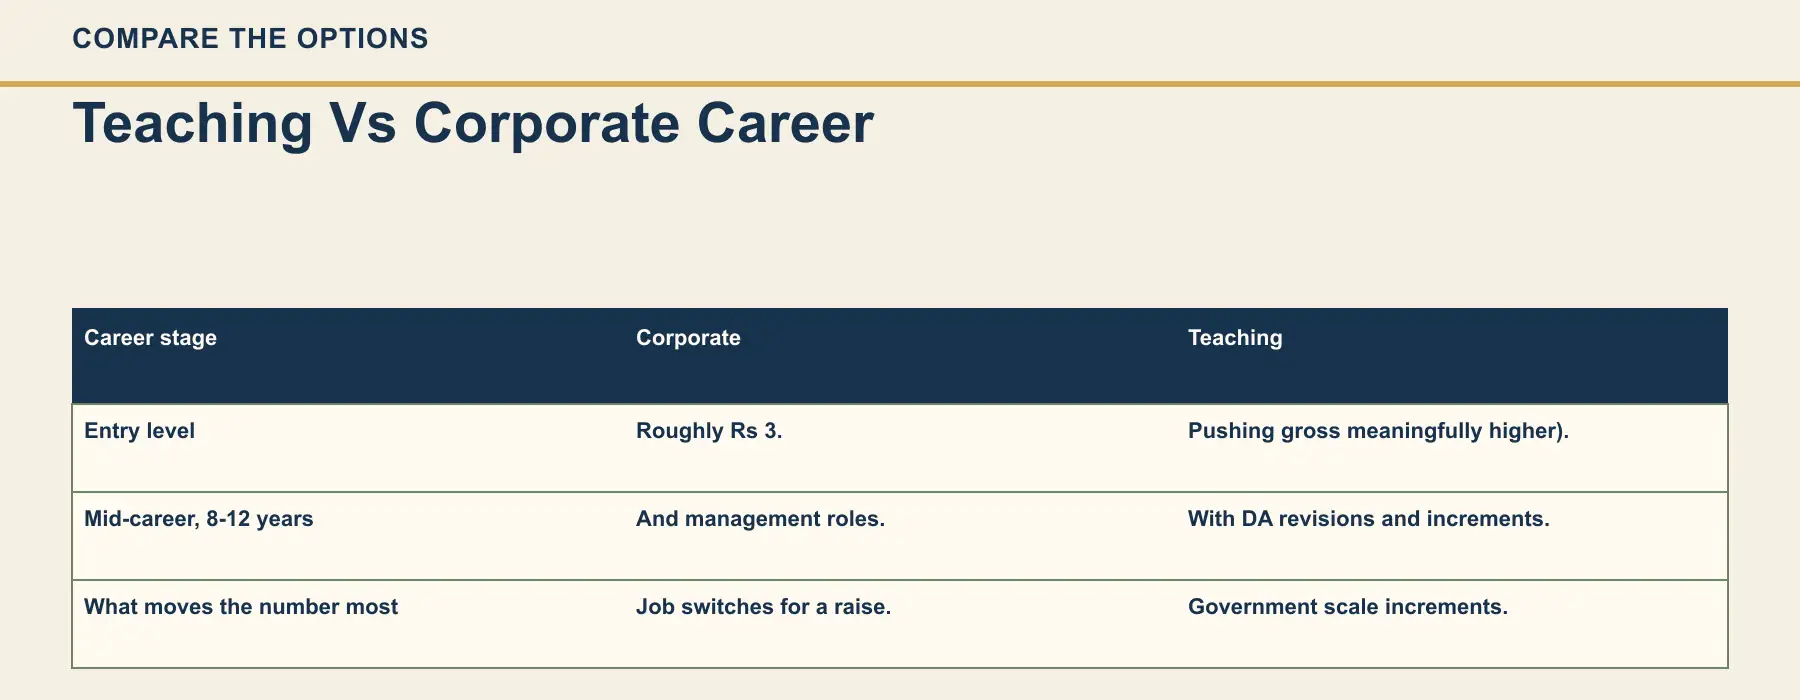 COMPARE THE OPTIONS
Teaching Vs Corporate Career
Career stage Corporate Teaching
Entry level Roughly Rs 3. Pushing gross meaningfully higher).
Mid-career, 8-12 years And management roles. With DA revisions and increments.
What moves the number most Job switches for a raise. Government scale increments.